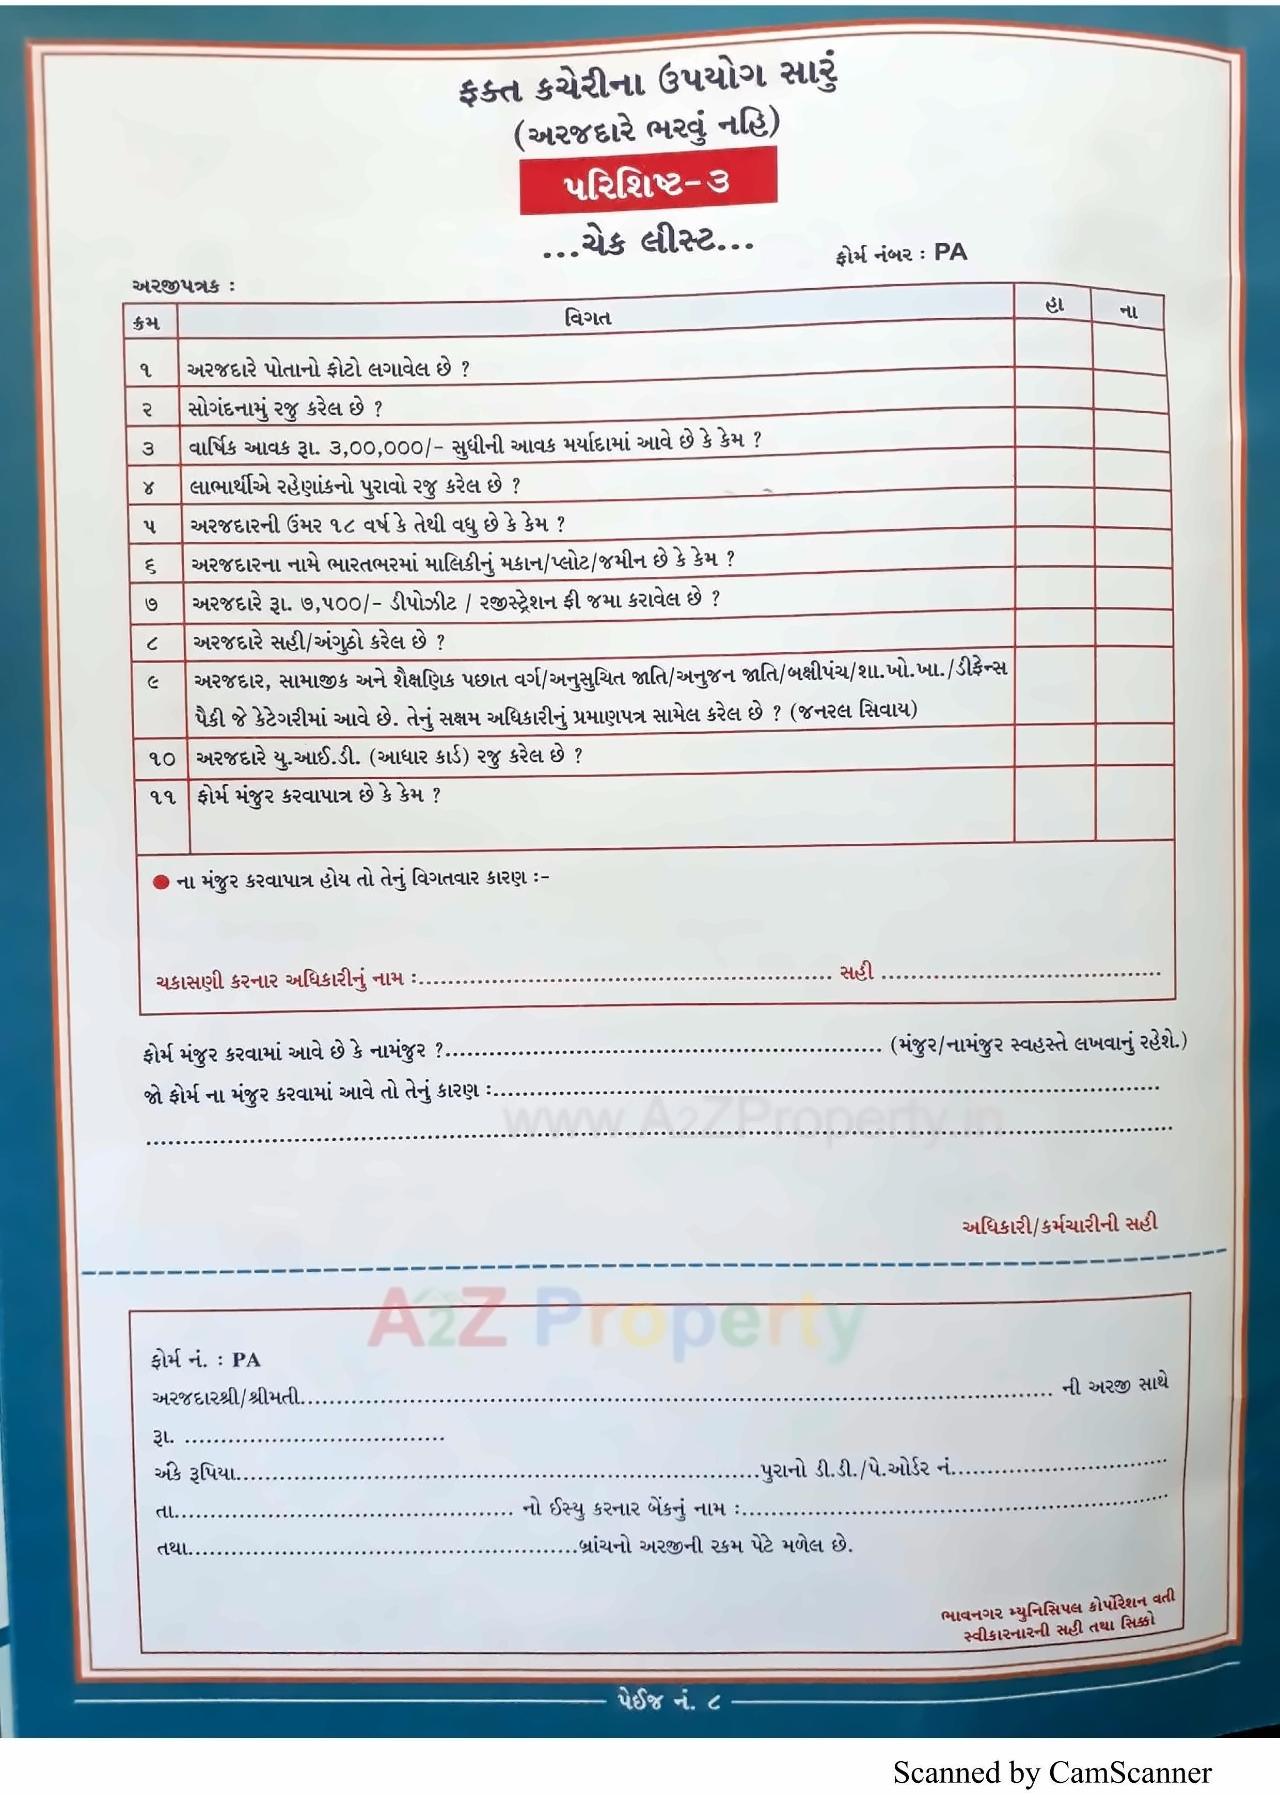 ફક્ત કચેરીના ઉપયોગ સારું
(અરજદારે ભરવું નહિ)
પરિશિષ્ટ-૩
...ચેક લીસ્ટ...
ફોર્મ નંબર : PA
અરજીપત્રક :
ક્રમ વિગત હા ના
૧ અરજદારે પોતાનો ફોટો લગાવેલ છે ?
૨ સોગંદનામું રજુ કરેલ છે ?
૩ વાર્ષિક આવક રૂા. ૩,૦૦,૦૦૦/- સુધીની આવક મર્યાદામાં આવે છે કે કેમ ?
૪ લાભાર્થીએ રહેણાંકનો પુરાવો રજુ કરેલ છે ?
૫ અરજદારની ઉંમર ૧૮ વર્ષ કે તેથી વધુ છે કે કેમ ?
૬ અરજદારના નામે ભારતભરમાં માલિકીનું મકાન/પ્લોટ/જમીન છે કે કેમ ?
૭ અરજદારે રૂા. ૭,૫૦૦/- ડીપોઝીટ / રજીસ્ટ્રેશન ફી જમા કરાવેલ છે ?
૮ અરજદારે સહી/અંગુઠો કરેલ છે ?
૯ અરજદાર, સામાજીક અને શૈક્ષણિક પછાત વર્ગ/અનુસુચિત જાતિ/અનુજન જાતિ/બક્ષીપંચ/શા.ખો.ખા./ડીફેન્સ
પૈકી જે કેટેગરીમાં આવે છે. તેનું સક્ષમ અધિકારીનું પ્રમાણપત્ર સામેલ કરેલ છે ? (જનરલ સિવાય)
૧૦ અરજદારે યુ.આઈ.ડી. (આધાર કાર્ડ) રજુ કરેલ છે ?
૧૧ ફોર્મ મંજુર કરવાપાત્ર છે કે કેમ ?
● ના મંજુર કરવાપાત્ર હોય તો તેનું વિગતવાર કારણ :-
ચકાસણી કરનાર અધિકારીનું નામ :.................................................... સહી ....................................
ફોર્મ મંજુર કરવામાં આવે છે કે નામંજુર ?....................................................... (મંજુર/નામંજુર સ્વહસ્તે લખવાનું રહેશે.)
જો ફોર્મ ના મંજુર કરવામાં આવે તો તેનું કારણ :....................................................................................
www.A2ZProperty.in
....................................................................................................................................
અધિકારી/કર્મચારીની સહી
A2Z Property
ફોર્મ નં. : PA
અરજદારશ્રી/શ્રીમતી.............................................................................................. ની અરજી સાથે
રૂા. .................................
અંકે રૂપિયા..................................................................પુરાનો ડી.ડી./પે.ઓર્ડર નં...........................
તા........................................... નો ઈસ્યુ કરનાર બેંકનું નામ :......................................................
તથા.................................................બ્રાંચનો અરજીની રકમ પેટે મળેલ છે.
ભાવનગર મ્યુનિસિપલ કોર્પોરેશન વતી
સ્વીકારનારની સહી તથા સિક્કો
પેઈજ નં. ૮
Scanned by CamScanner